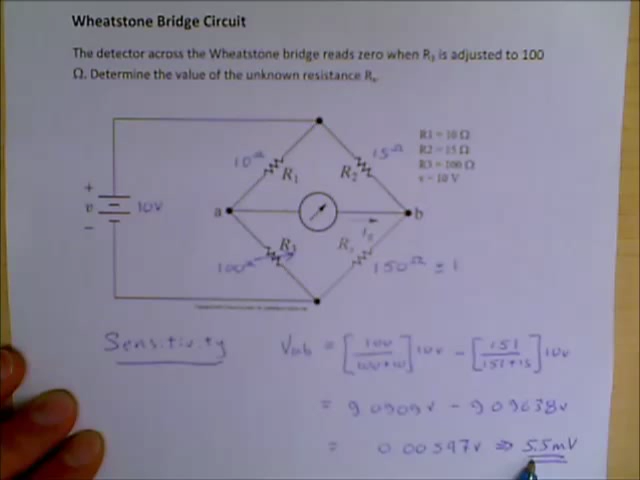 Wheatstone Bridge Circuit
The detector across the Wheatstone bridge reads zero when R3 is adjusted to 100
Ω. Determine the value of the unknown resistance Rx
R1 = 10 Ω
R2 = 15 Ω
R3 = 100 Ω
v = 10 V
10Ω
15Ω
R1
R2
+
v
10V
−
a
b
ig
R3
Rx
100Ω
150Ω ± 1
Sensitivity
Vab = [100/(100+10)]10v − [151/(151+15)]10v
= 9.0909v − 9.09638v
= 0.00547v ⇒ 5.5mV